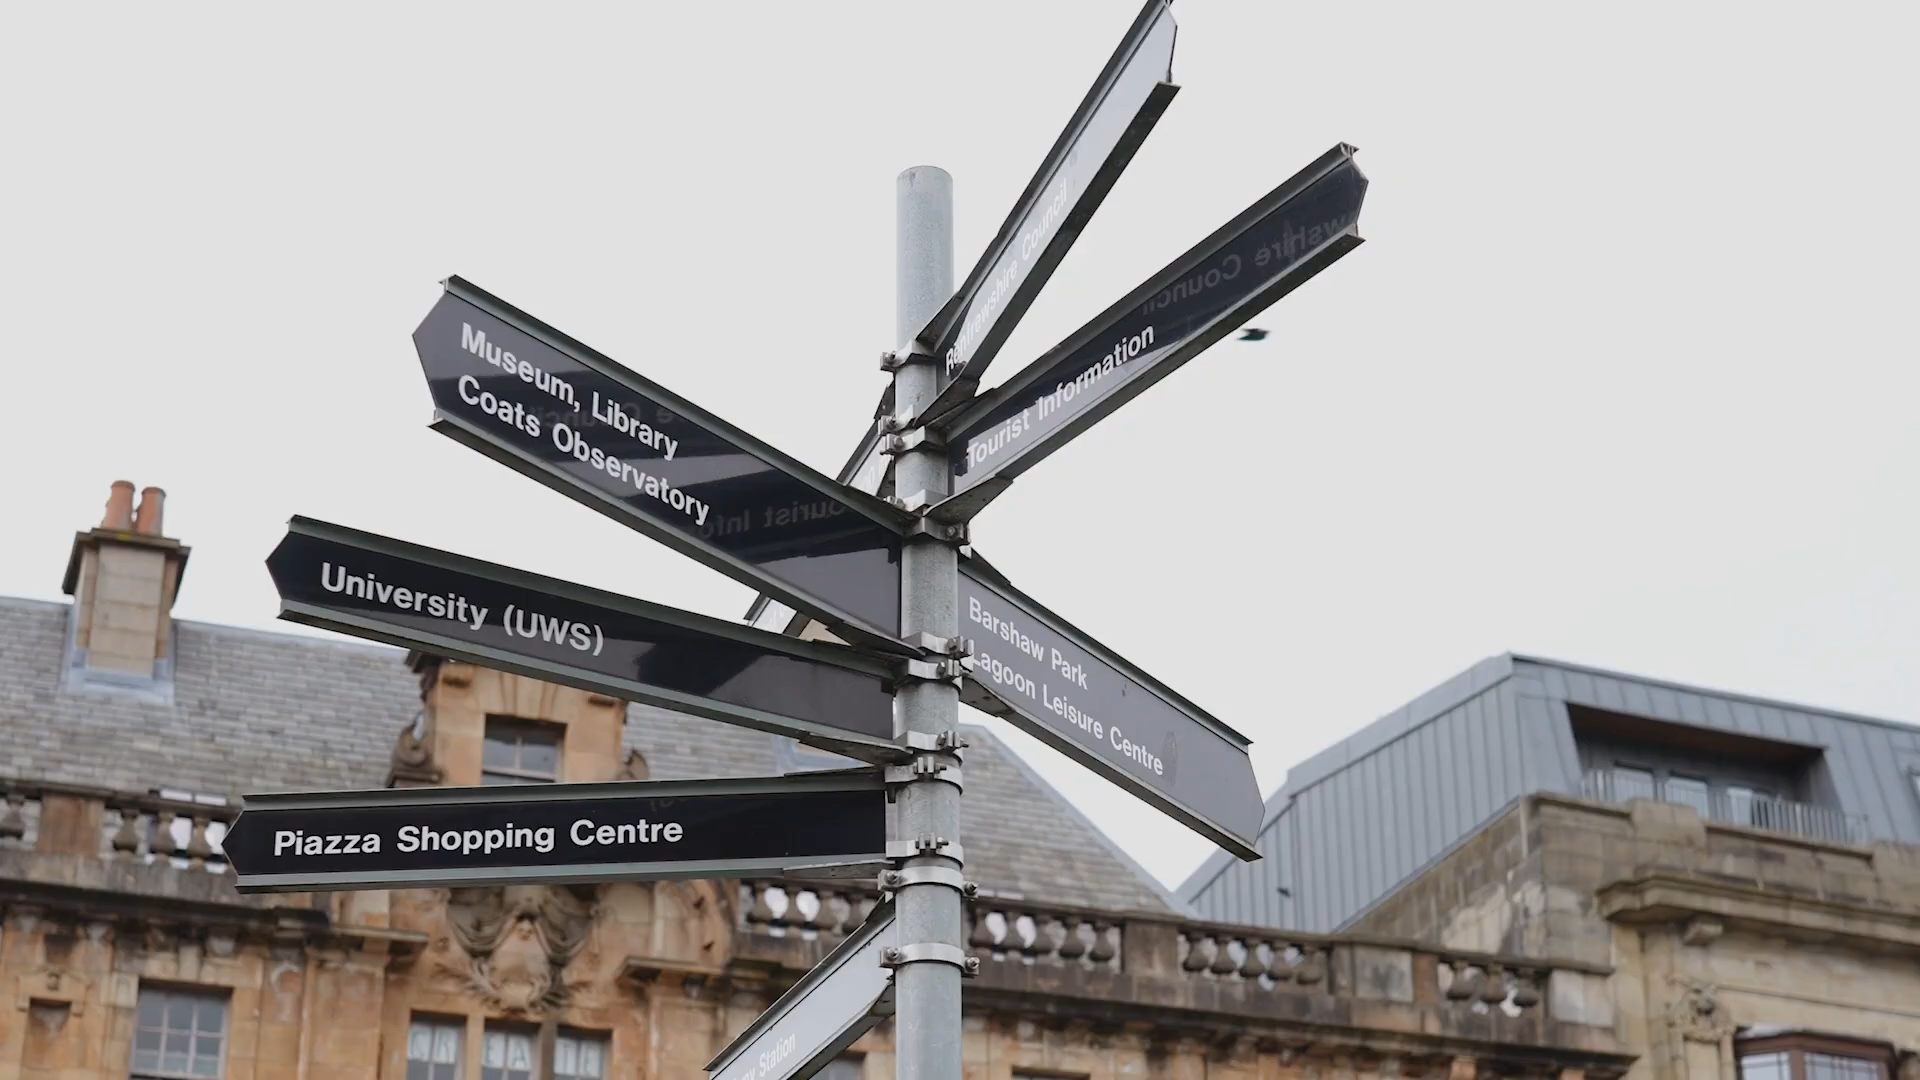 Renfrewshire Council
Tourist Information
Museum, Library
Coats Observatory
University (UWS)
Barshaw Park
Lagoon Leisure Centre
Piazza Shopping Centre
Station